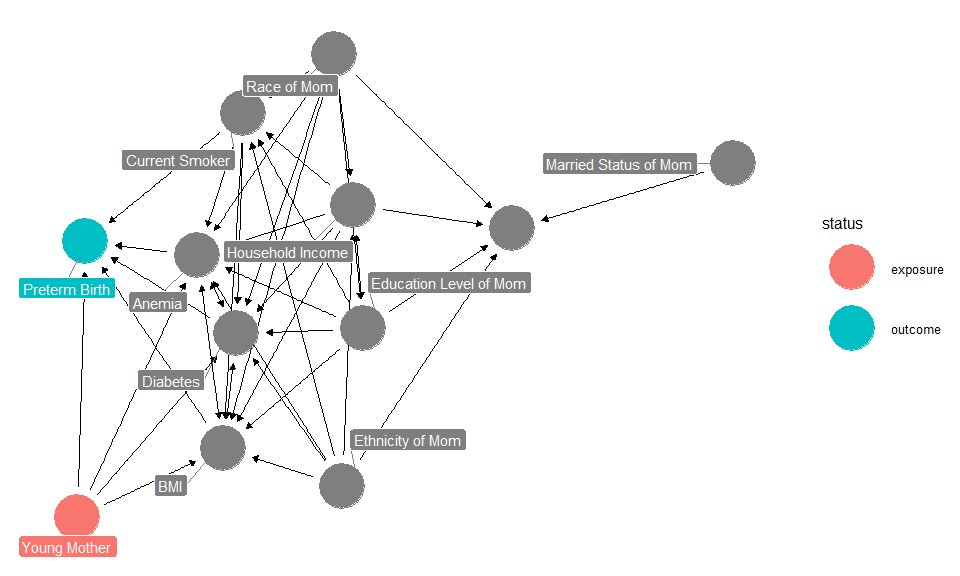 Race of Mom
Current Smoker
Married Status of Mom
status
Household Income
exposure
Education Level of Mom
Preterm Birth
Anemia
outcome
Diabetes
Ethnicity of Mom
BMI
Young Mother